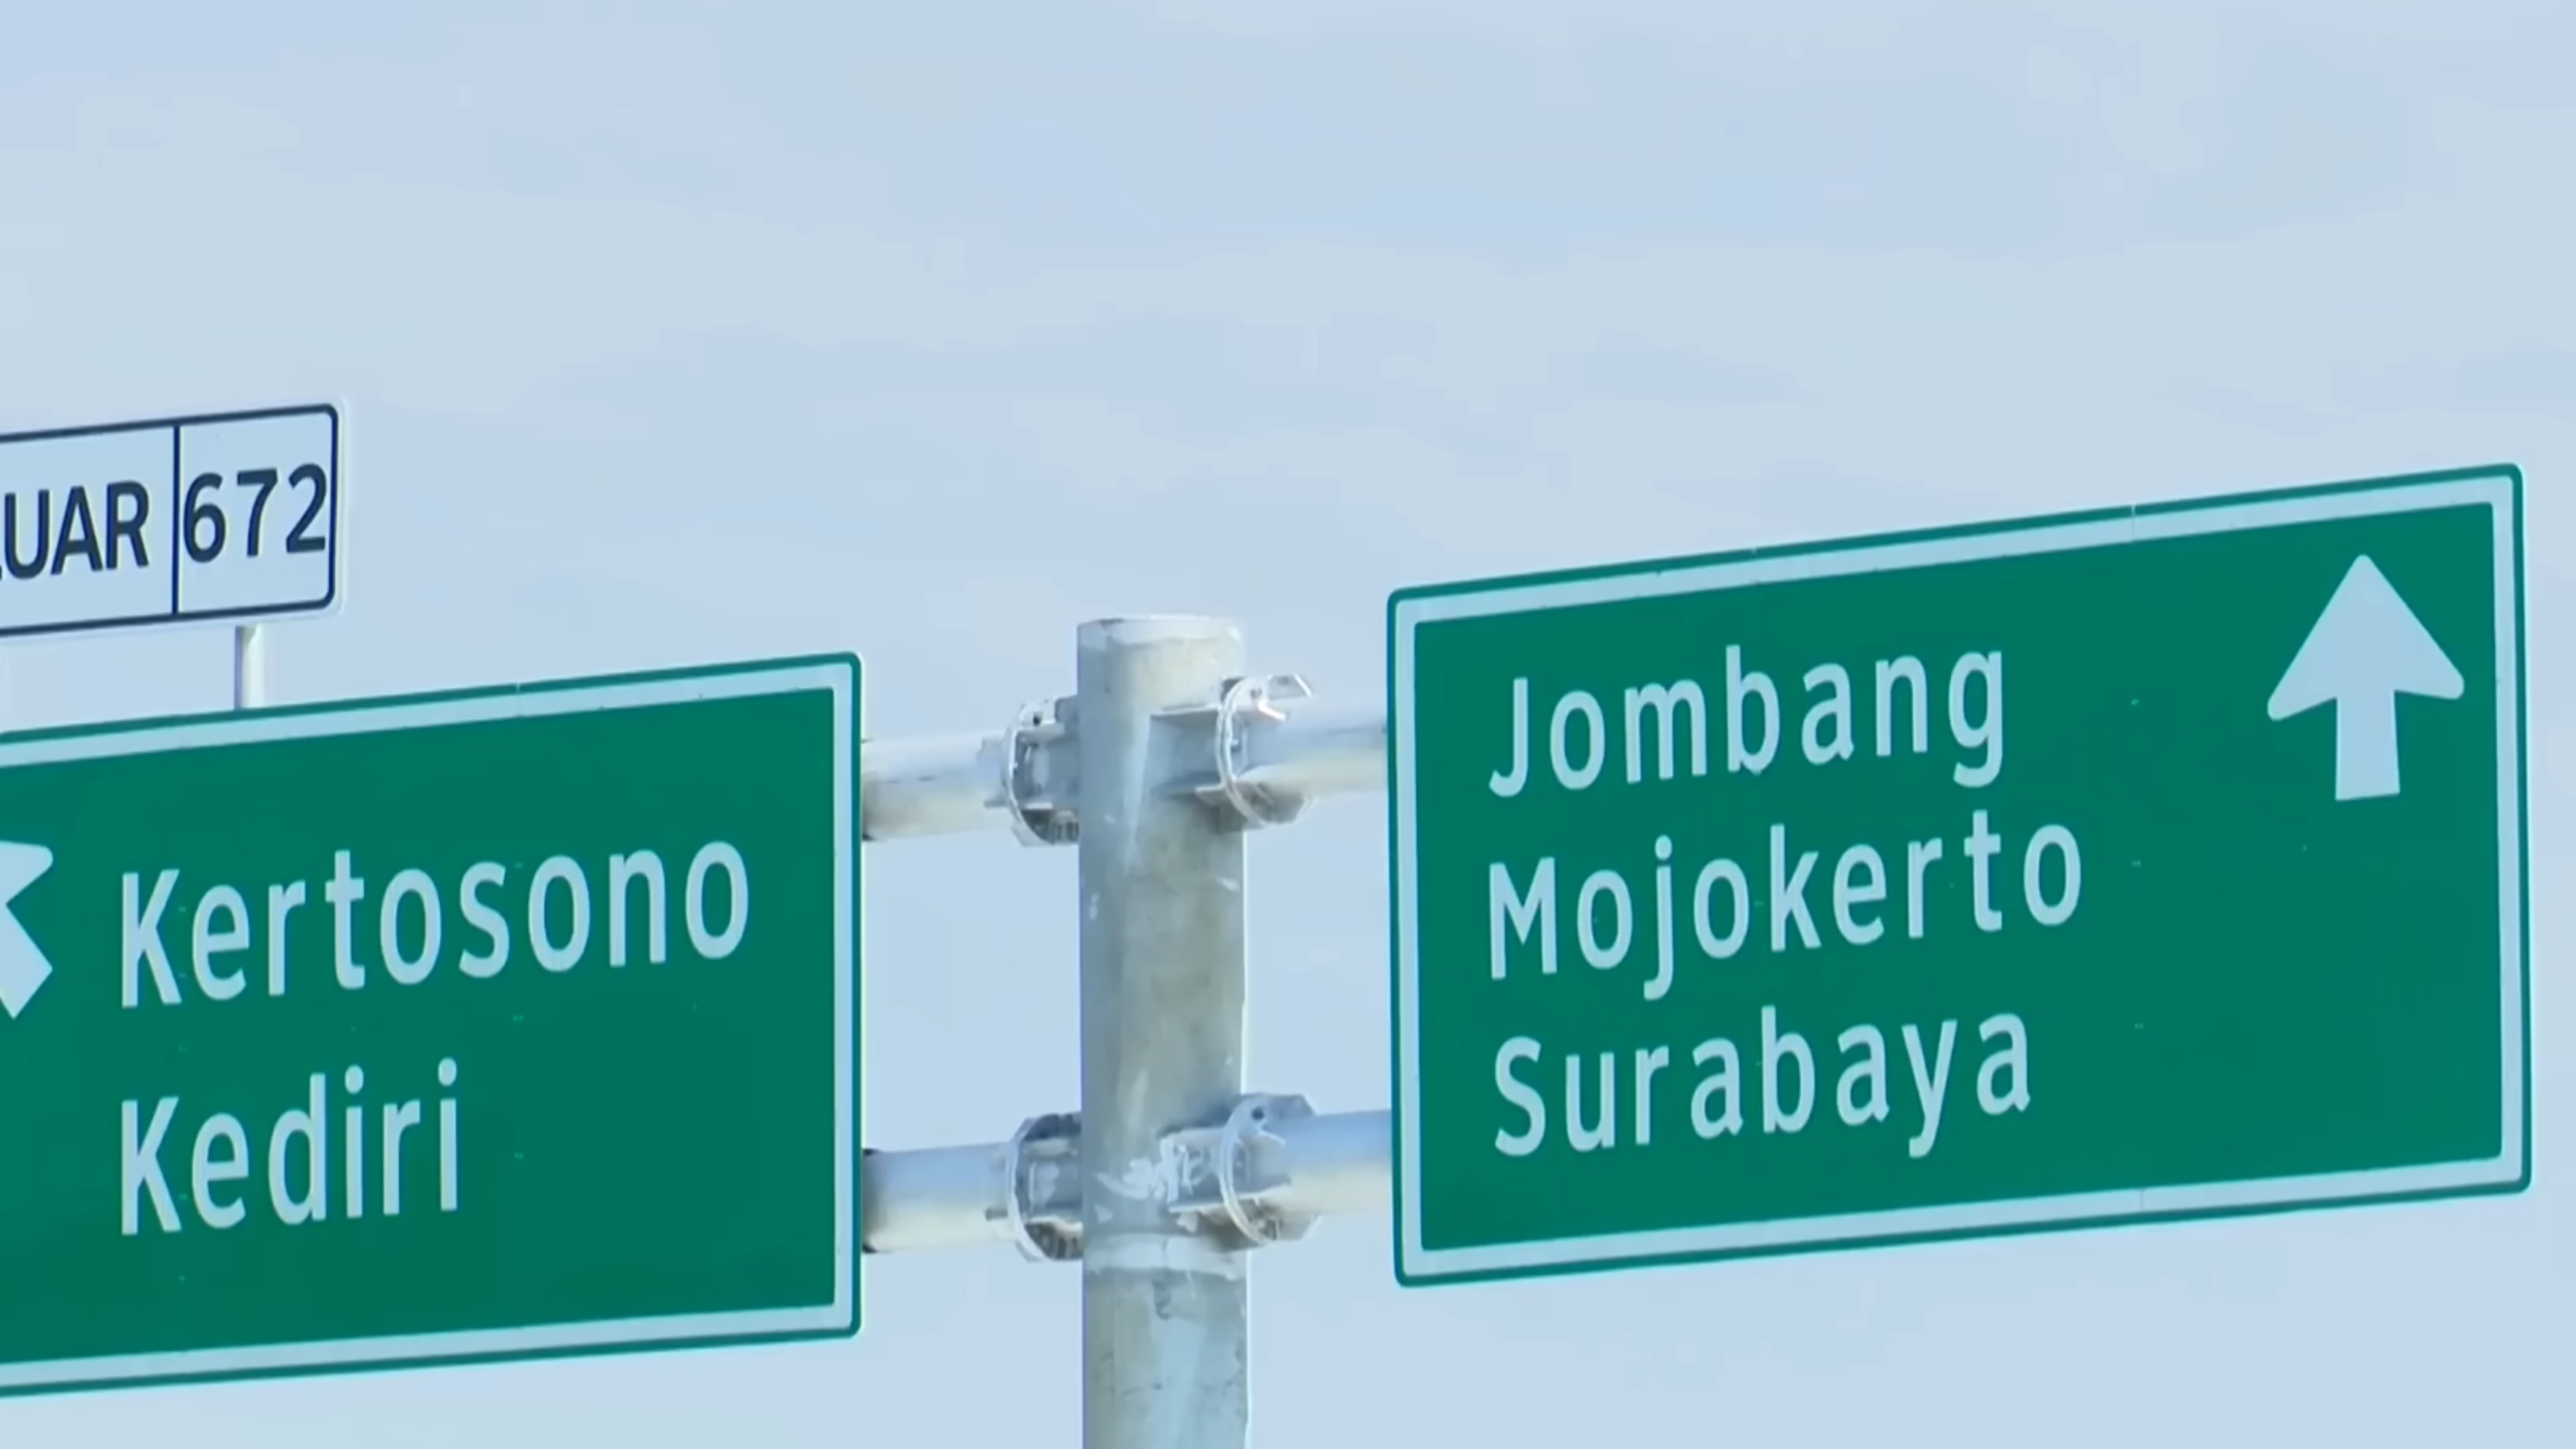 LUAR 672
Kertosono
Kediri
Jombang
Mojokerto
Surabaya